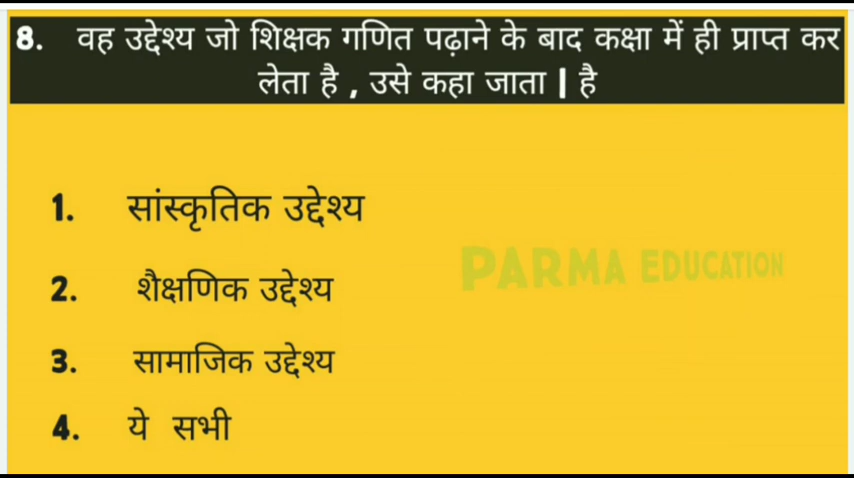 8. वह उद्देश्य जो शिक्षक गणित पढ़ाने के बाद कक्षा में ही प्राप्त कर
लेता है , उसे कहा जाता | है
1. सांस्कृतिक उद्देश्य
PARMA EDUCATION
2. शैक्षणिक उद्देश्य
3. सामाजिक उद्देश्य
4. ये सभी